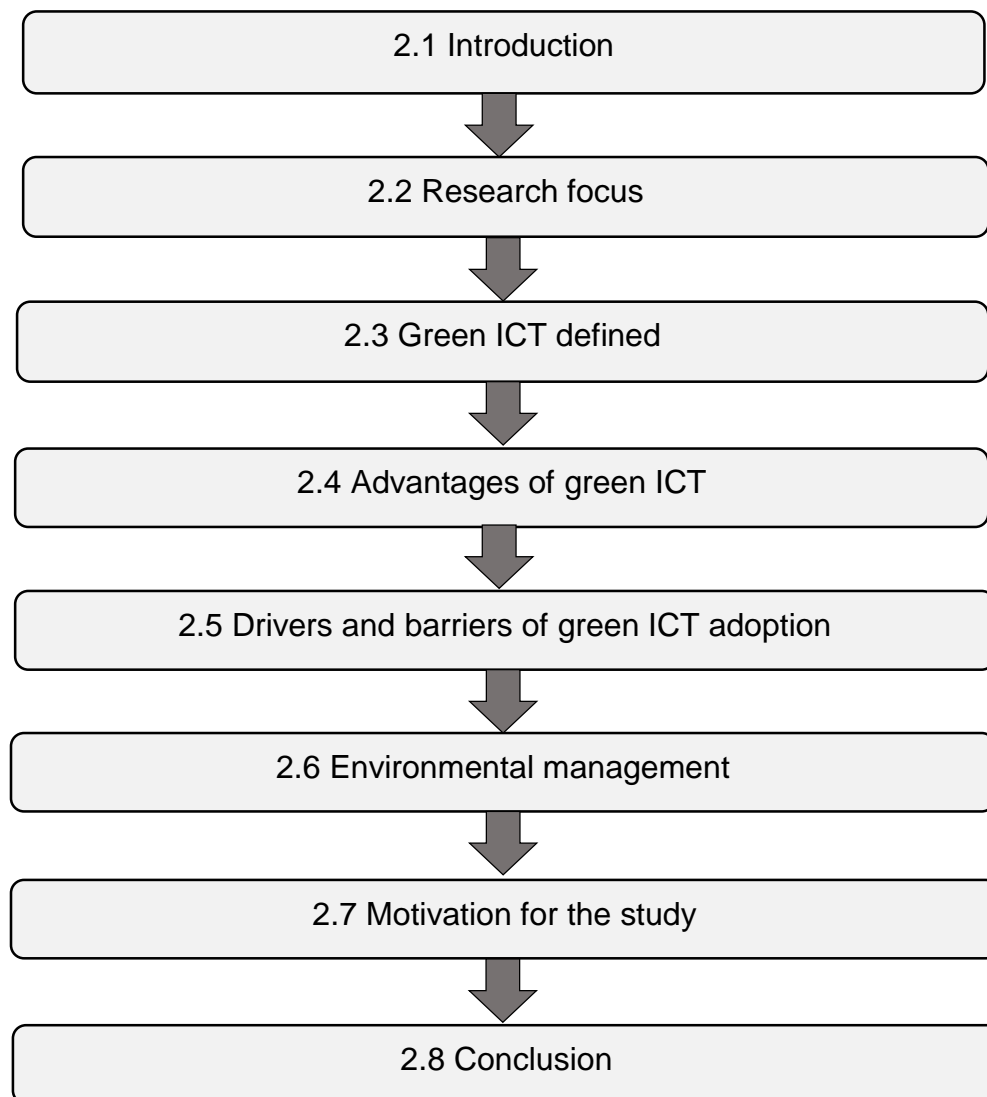 2.1 Introduction
2.2 Research focus
2.3 Green ICT defined
2.4 Advantages of green ICT
2.5 Drivers and barriers of green ICT adoption
2.6 Environmental management
2.7 Motivation for the study
2.8 Conclusion